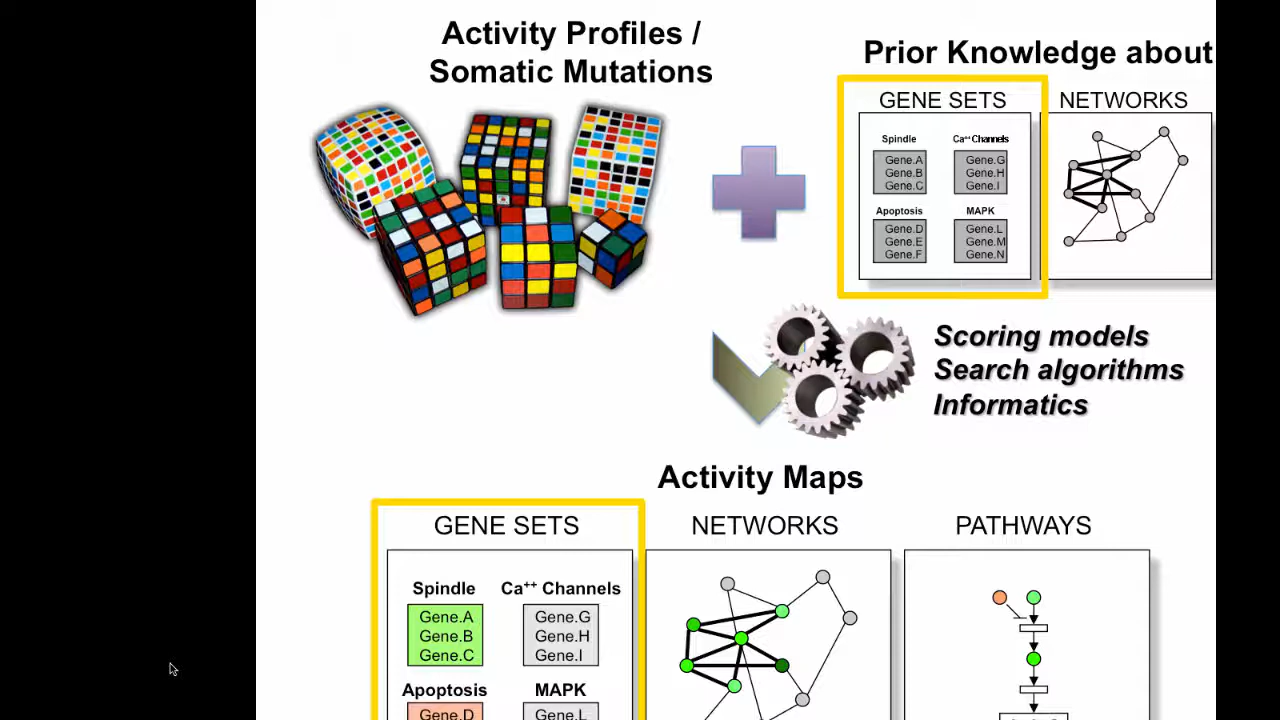 Activity Profiles /
Somatic Mutations
Prior Knowledge about
GENE SETS
NETWORKS
Spindle
Ca++ Channels
Gene.A
Gene.B
Gene.C
Gene.G
Gene.H
Gene.I
Apoptosis
MAPK
Gene.D
Gene.E
Gene.F
Gene.L
Gene.M
Gene.N
Scoring models
Search algorithms
Informatics
Activity Maps
GENE SETS
NETWORKS
PATHWAYS
Spindle
Ca++ Channels
Gene.A
Gene.B
Gene.C
Gene.G
Gene.H
Gene.I
Apoptosis
MAPK
Gene.D
Gene.L